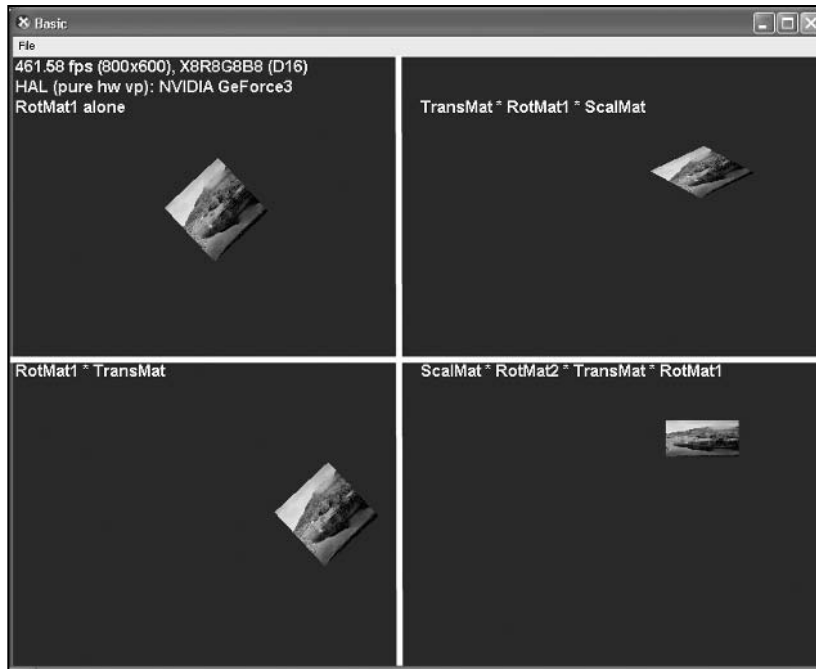 Basic
File
461.58 fps (800x600), X8R8G8B8 (D16)
HAL (pure hw vp): NVIDIA GeForce3
RotMat1 alone
TransMat * RotMat1 * ScalMat
RotMat1 * TransMat
ScalMat * RotMat2 * TransMat * RotMat1